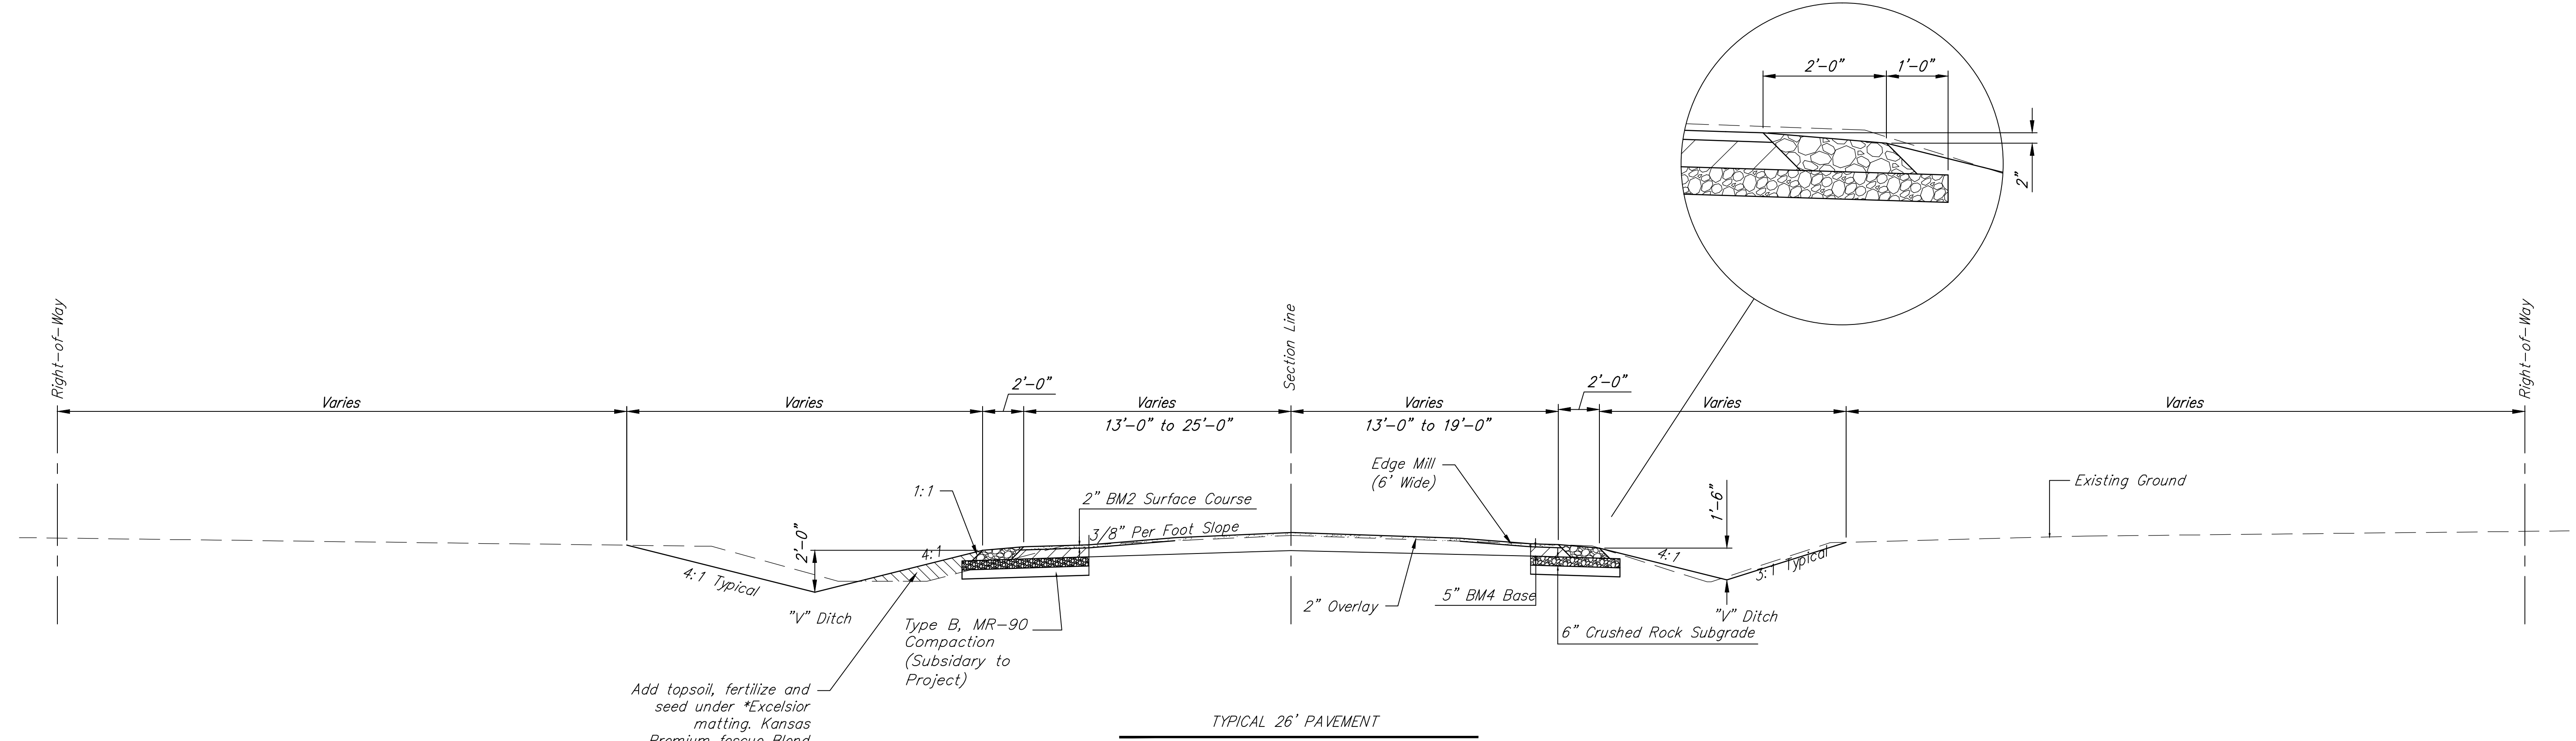 2'-0"
1'-0"
2"
Right-of-Way
Section Line
Right-of-Way
Varies
Varies
2'-0"
Varies
13'-0" to 25'-0"
Varies
13'-0" to 19'-0"
2'-0"
Varies
Varies
1:1
2" BM2 Surface Course
3/8" Per Foot Slope
Edge Mill
(6' Wide)
1'-6"
Existing Ground
2'-0"
4:1
4:1 Typical
"V" Ditch
4:1
3:1 Typical
"V" Ditch
Type B, MR-90
Compaction
(Subsidary to
Project)
2" Overlay
5" BM4 Base
6" Crushed Rock Subgrade
Add topsoil, fertilize and
seed under *Excelsior
matting. Kansas
Premium fescue Blend
TYPICAL 26' PAVEMENT